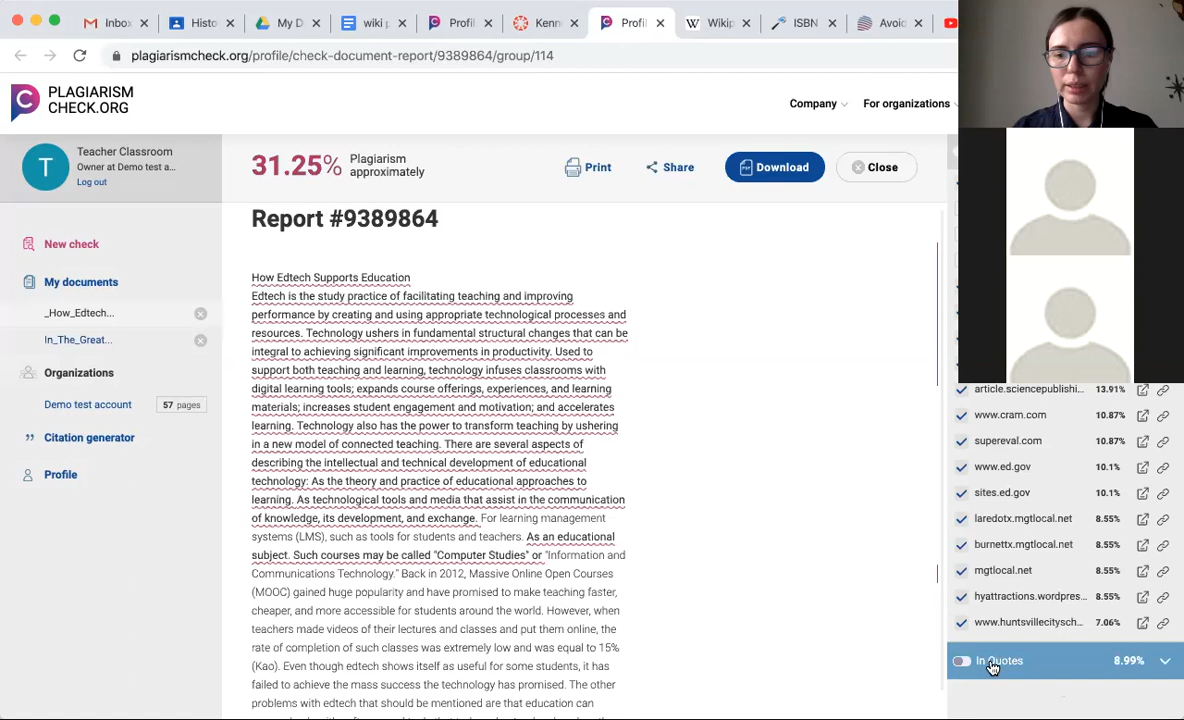 Inbox
Histo
My D
wiki p
Profil
Kenne
Profil
Wikip
ISBN
Avoid
plagiarismcheck.org/profile/check-document-report/9389864/group/114
PLAGIARISM
CHECK.ORG
Company
For organizations
T
Teacher Classroom
Owner at Demo test a...
Log out
31.25%
Plagiarism
approximately
Print
Share
Download
Close
New check
My documents
_How_Edtech...
In_The_Great...
Organizations
Demo test account
57 pages
Citation generator
Profile
Report #9389864
How Edtech Supports Education
Edtech is the study practice of facilitating teaching and improving
performance by creating and using appropriate technological processes and
resources. Technology ushers in fundamental structural changes that can be
integral to achieving significant improvements in productivity. Used to
support both teaching and learning, technology infuses classrooms with
digital learning tools; expands course offerings, experiences, and learning
materials; increases student engagement and motivation; and accelerates
learning. Technology also has the power to transform teaching by ushering
in a new model of connected teaching. There are several aspects of
describing the intellectual and technical development of educational
technology: As the theory and practice of educational approaches to
learning. As technological tools and media that assist in the communication
of knowledge, its development, and exchange. For learning management
systems (LMS), such as tools for students and teachers. As an educational
subject. Such courses may be called "Computer Studies" or "Information and
Communications Technology." Back in 2012, Massive Online Open Courses
(MOOC) gained huge popularity and have promised to make teaching faster,
cheaper, and more accessible for students around the world. However, when
teachers made videos of their lectures and classes and put them online, the
rate of completion of such classes was extremely low and was equal to 15%
(Kao). Even though edtech shows itself as useful for some students, it has
failed to achieve the mass success the technology has promised. The other
problems with edtech that should be mentioned are that education can
article.sciencepublishi... 13.91%
www.cram.com 10.87%
supereval.com 10.87%
www.ed.gov 10.1%
sites.ed.gov 10.1%
laredotx.mgtlocal.net 8.55%
burnettx.mgtlocal.net 8.55%
mgtlocal.net 8.55%
hyattractions.wordpres... 8.55%
www.huntsvillecitysch... 7.06%
In Quotes 8.99%